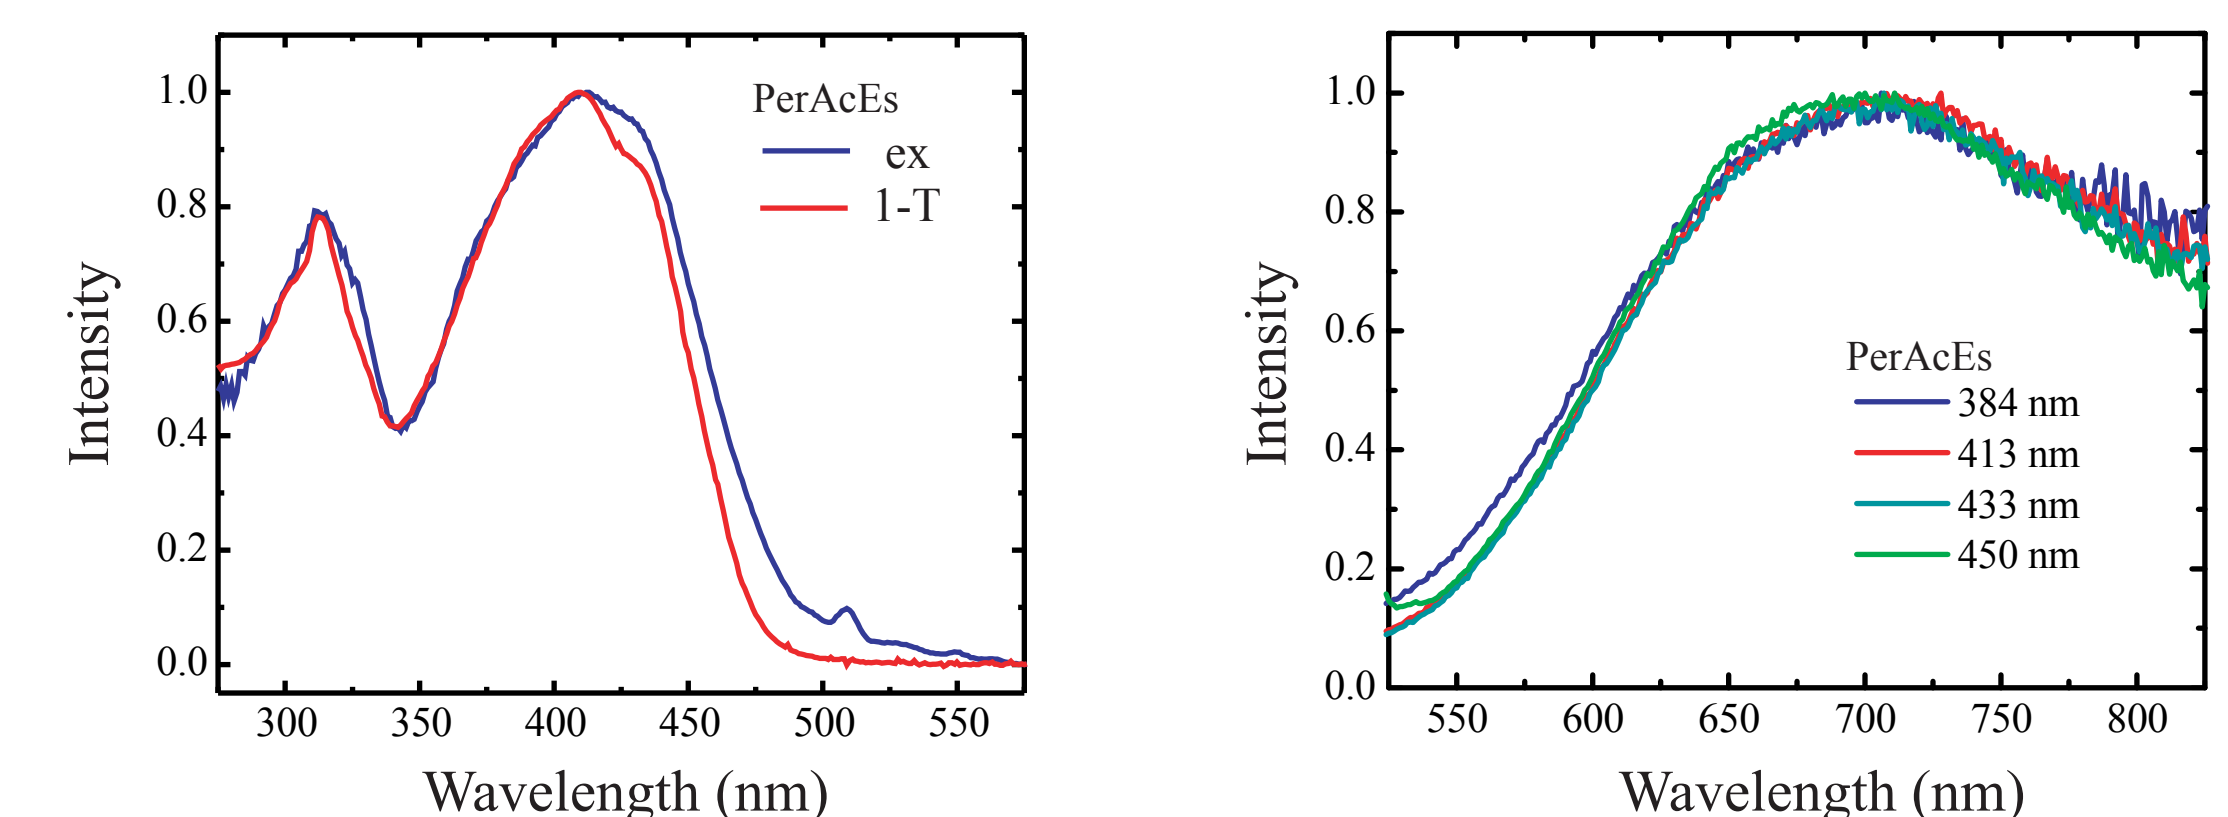 PerAcEs
ex
1-T
Intensity
1.0
0.8
0.6
0.4
0.2
0.0
300 350 400 450 500 550
Wavelength (nm)
PerAcEs
384 nm
413 nm
433 nm
450 nm
Intensity
1.0
0.8
0.6
0.4
0.2
0.0
550 600 650 700 750 800
Wavelength (nm)